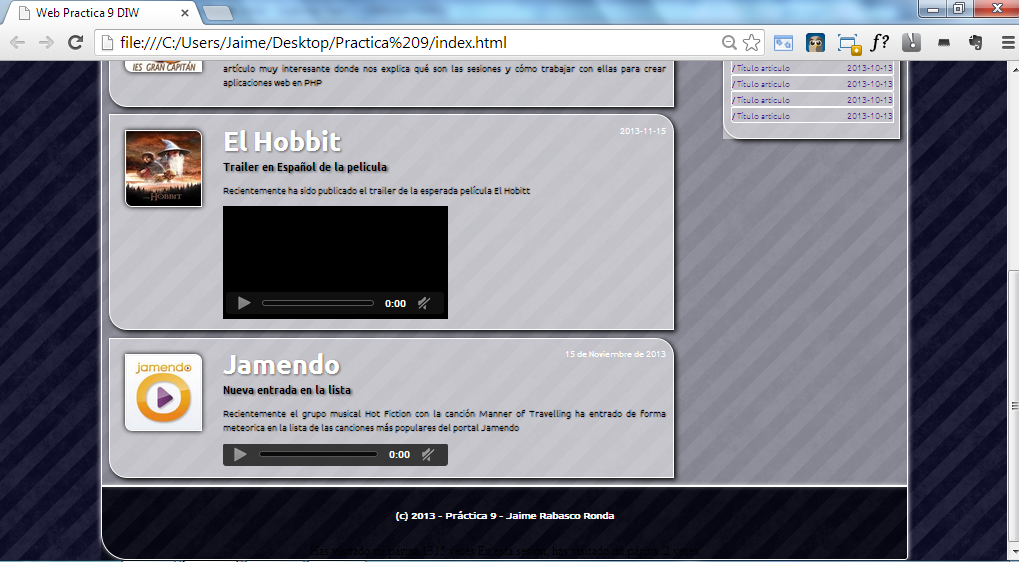 Web Practica 9 DIW
file:///C:/Users/Jaime/Desktop/Practica%209/index.html
f?
IES GRAN CAPITÁN
artículo muy interesante donde nos explica qué son las sesiones y cómo trabajar con ellas para crear
aplicaciones web en PHP
/ Título artículo 2013-10-13
/ Título artículo 2013-10-13
/ Título artículo 2013-10-13
/ Título artículo 2013-10-13
El Hobbit
2013-11-15
Trailer en Español de la película
Recientemente ha sido publicado el trailer de la esperada película El Hobitt
HOBBIT
0:00
Jamendo
15 de Noviembre de 2013
jamendo
Nueva entrada en la lista
Recientemente el grupo musical Hot Fiction con la canción Manner of Travelling ha entrado de forma
meteorica en la lista de las canciones más populares del portal Jamendo
0:00
(c) 2013 - Práctica 9 - Jaime Rabasco Ronda